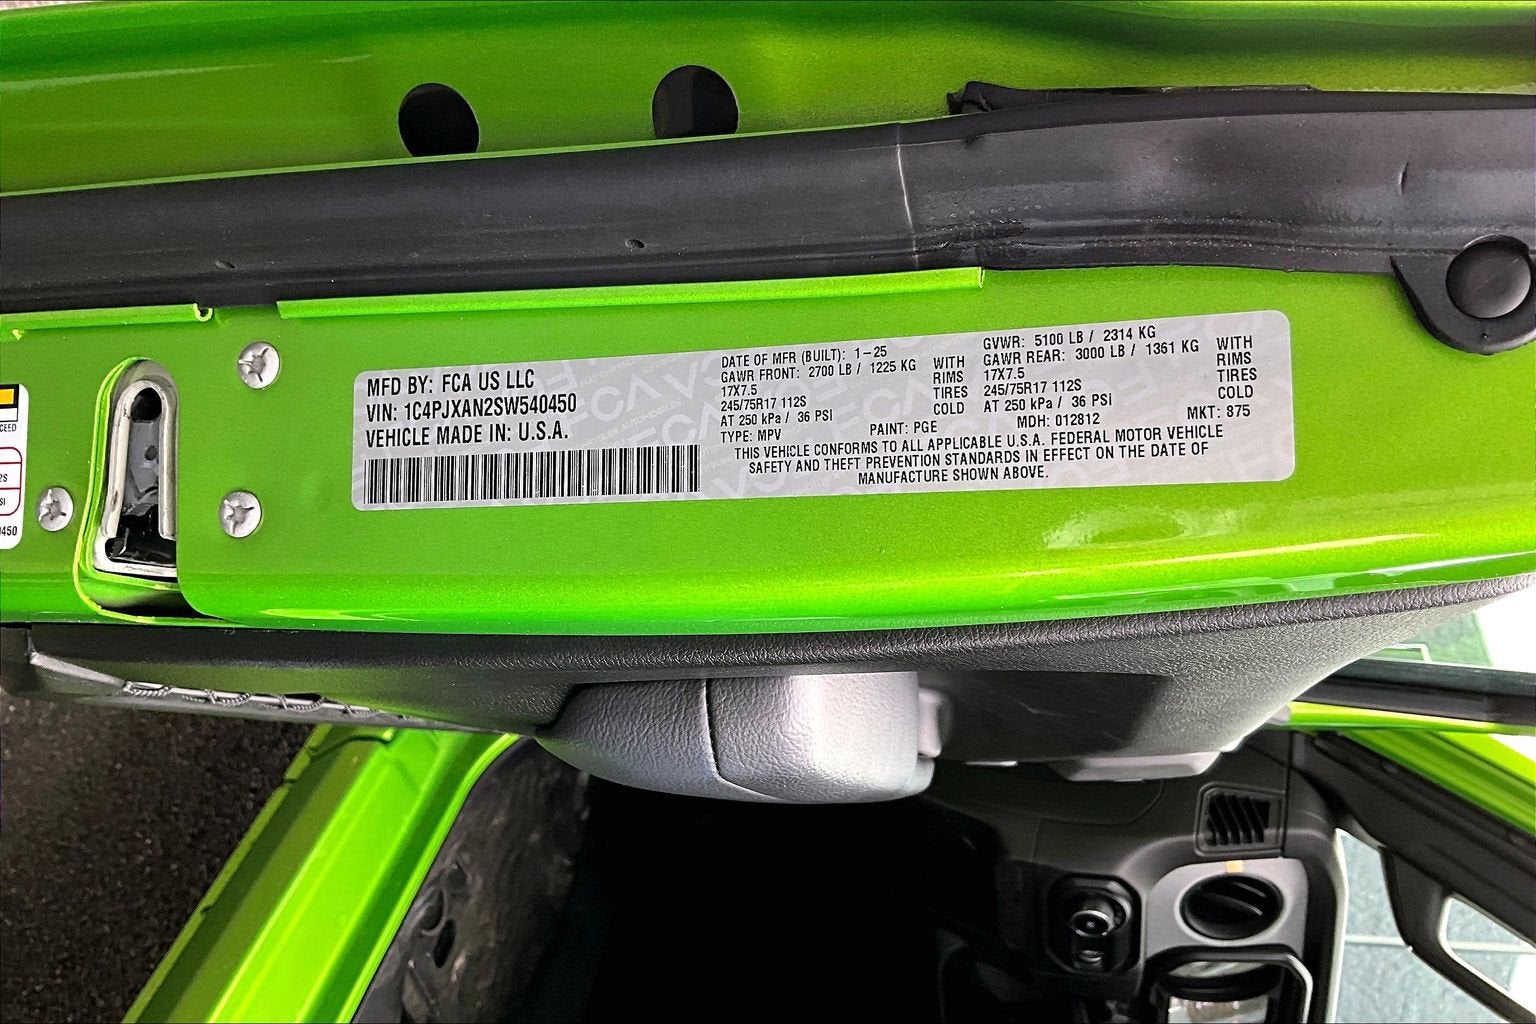 MFD BY: FCA US LLC
VIN: 1C4PJXAN2SW540450
VEHICLE MADE IN: U.S.A.
DATE OF MFR (BUILT): 1-25
GAWR FRONT: 2700 LB / 1225 KG WITH
17X7.5 RIMS
245/75R17 112S TIRES
AT 250 kPa / 36 PSI COLD
TYPE: MPV PAINT: PGE
GVWR: 5100 LB / 2314 KG
GAWR REAR: 3000 LB / 1361 KG WITH
17X7.5 RIMS
245/75R17 112S TIRES
AT 250 kPa / 36 PSI COLD
MDH: 012812 MKT: 875
THIS VEHICLE CONFORMS TO ALL APPLICABLE U.S.A. FEDERAL MOTOR VEHICLE
SAFETY AND THEFT PREVENTION STANDARDS IN EFFECT ON THE DATE OF
MANUFACTURE SHOWN ABOVE.